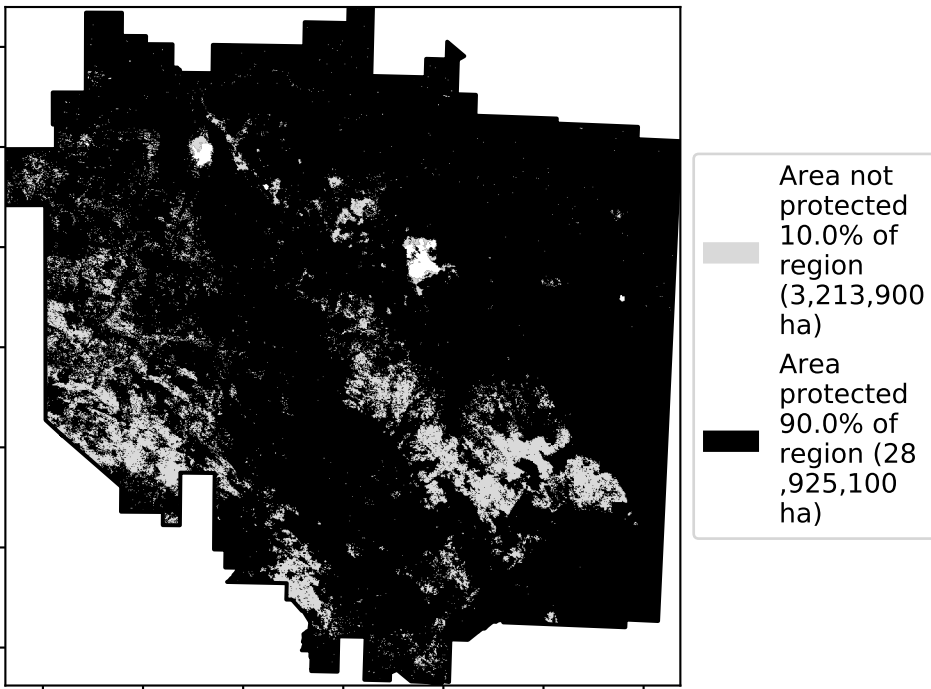 Area not
protected
10.0% of
region
(3,213,900
ha)
Area
protected
90.0% of
region (28
,925,100
ha)